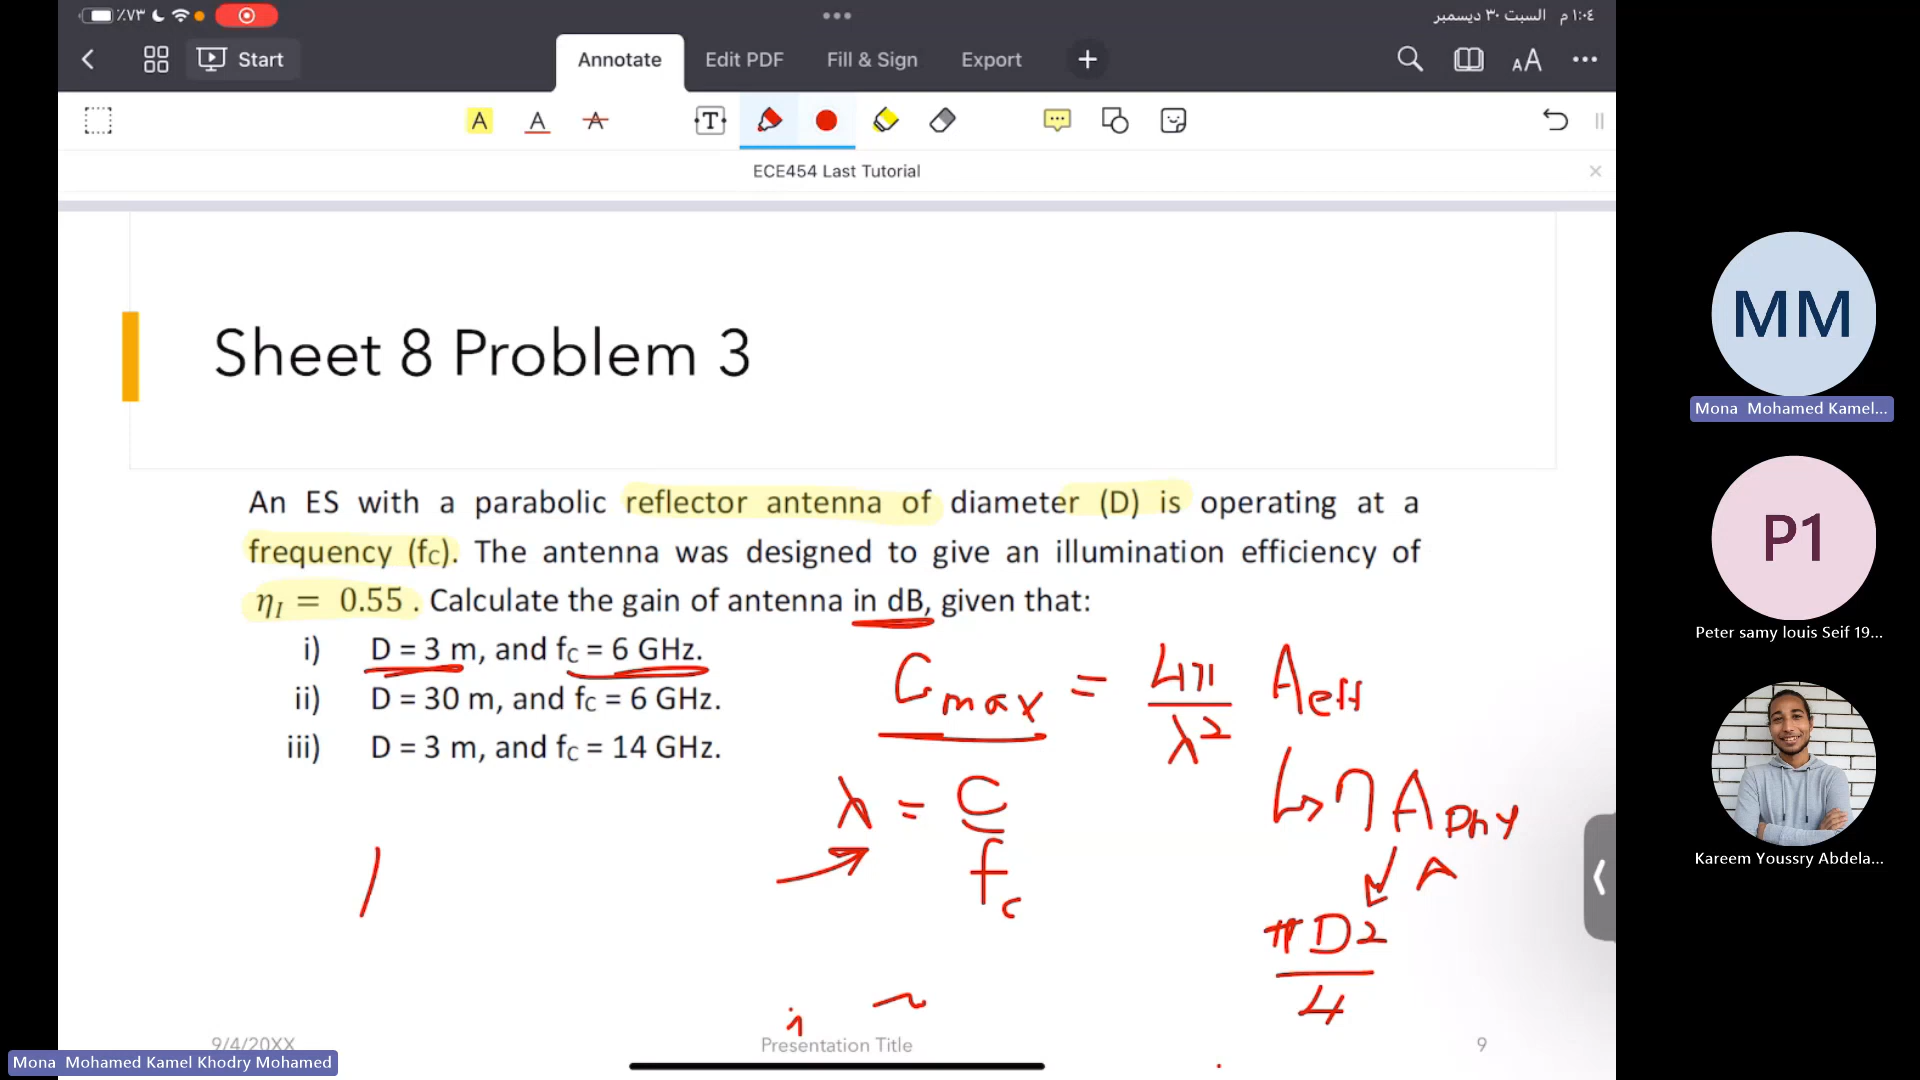 ٪٧٣
١:٠٤ م السبت ٣٠ ديسمبر
Start
Annotate
Edit PDF
Fill & Sign
Export
ECE454 Last Tutorial
Sheet 8 Problem 3
An ES with a parabolic reflector antenna of diameter (D) is operating at a
frequency (fC). The antenna was designed to give an illumination efficiency of
ηI = 0.55 . Calculate the gain of antenna in dB, given that:
i) D = 3 m, and fC = 6 GHz.
ii) D = 30 m, and fC = 6 GHz.
iii) D = 3 m, and fC = 14 GHz.
Gmax = 4π/λ2 Aeff
λ = c/fc
η APhy
A
πD2/4
9/4/20XX
Presentation Title
9
Mona Mohamed Kamel Khodry Mohamed
MM
Mona Mohamed Kamel...
P1
Peter samy louis Seif 19...
Kareem Youssry Abdela...